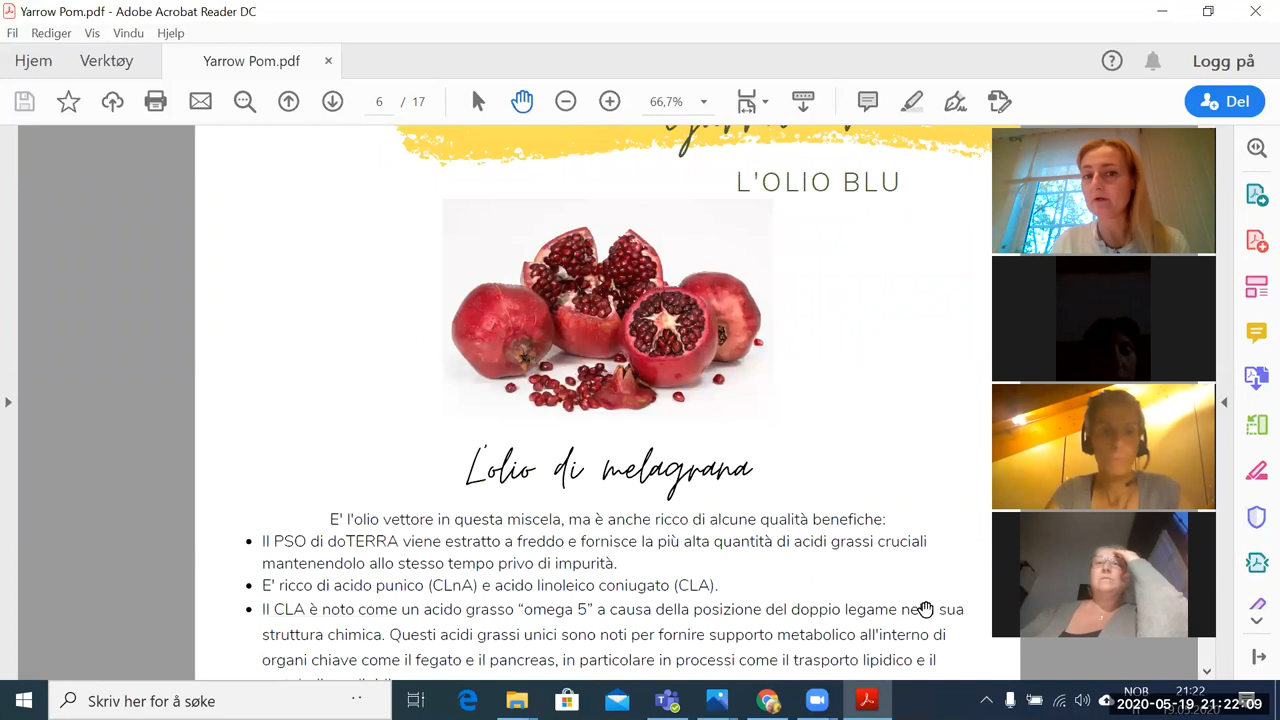 Yarrow Pom.pdf - Adobe Acrobat Reader DC
Fil Rediger Vis Vindu Hjelp
Hjem Verktøy Yarrow Pom.pdf × Logg på
6 / 17 66,7% Del
L'OLIO BLU
L'olio di melagrana
E' l'olio vettore in questa miscela, ma è anche ricco di alcune qualità benefiche:
Il PSO di doTERRA viene estratto a freddo e fornisce la più alta quantità di acidi grassi cruciali
mantenendolo allo stesso tempo privo di impurità.
E' ricco di acido punico (CLnA) e acido linoleico coniugato (CLA).
Il CLA è noto come un acido grasso “omega 5” a causa della posizione del doppio legame sua
struttura chimica. Questi acidi grassi unici sono noti per fornire supporto metabolico all'interno di
organi chiave come il fegato e il pancreas, in particolare in processi come il trasporto lipidico e il
Skriv her for å søke
NOB 21:22
2020-05-19 21:22:09